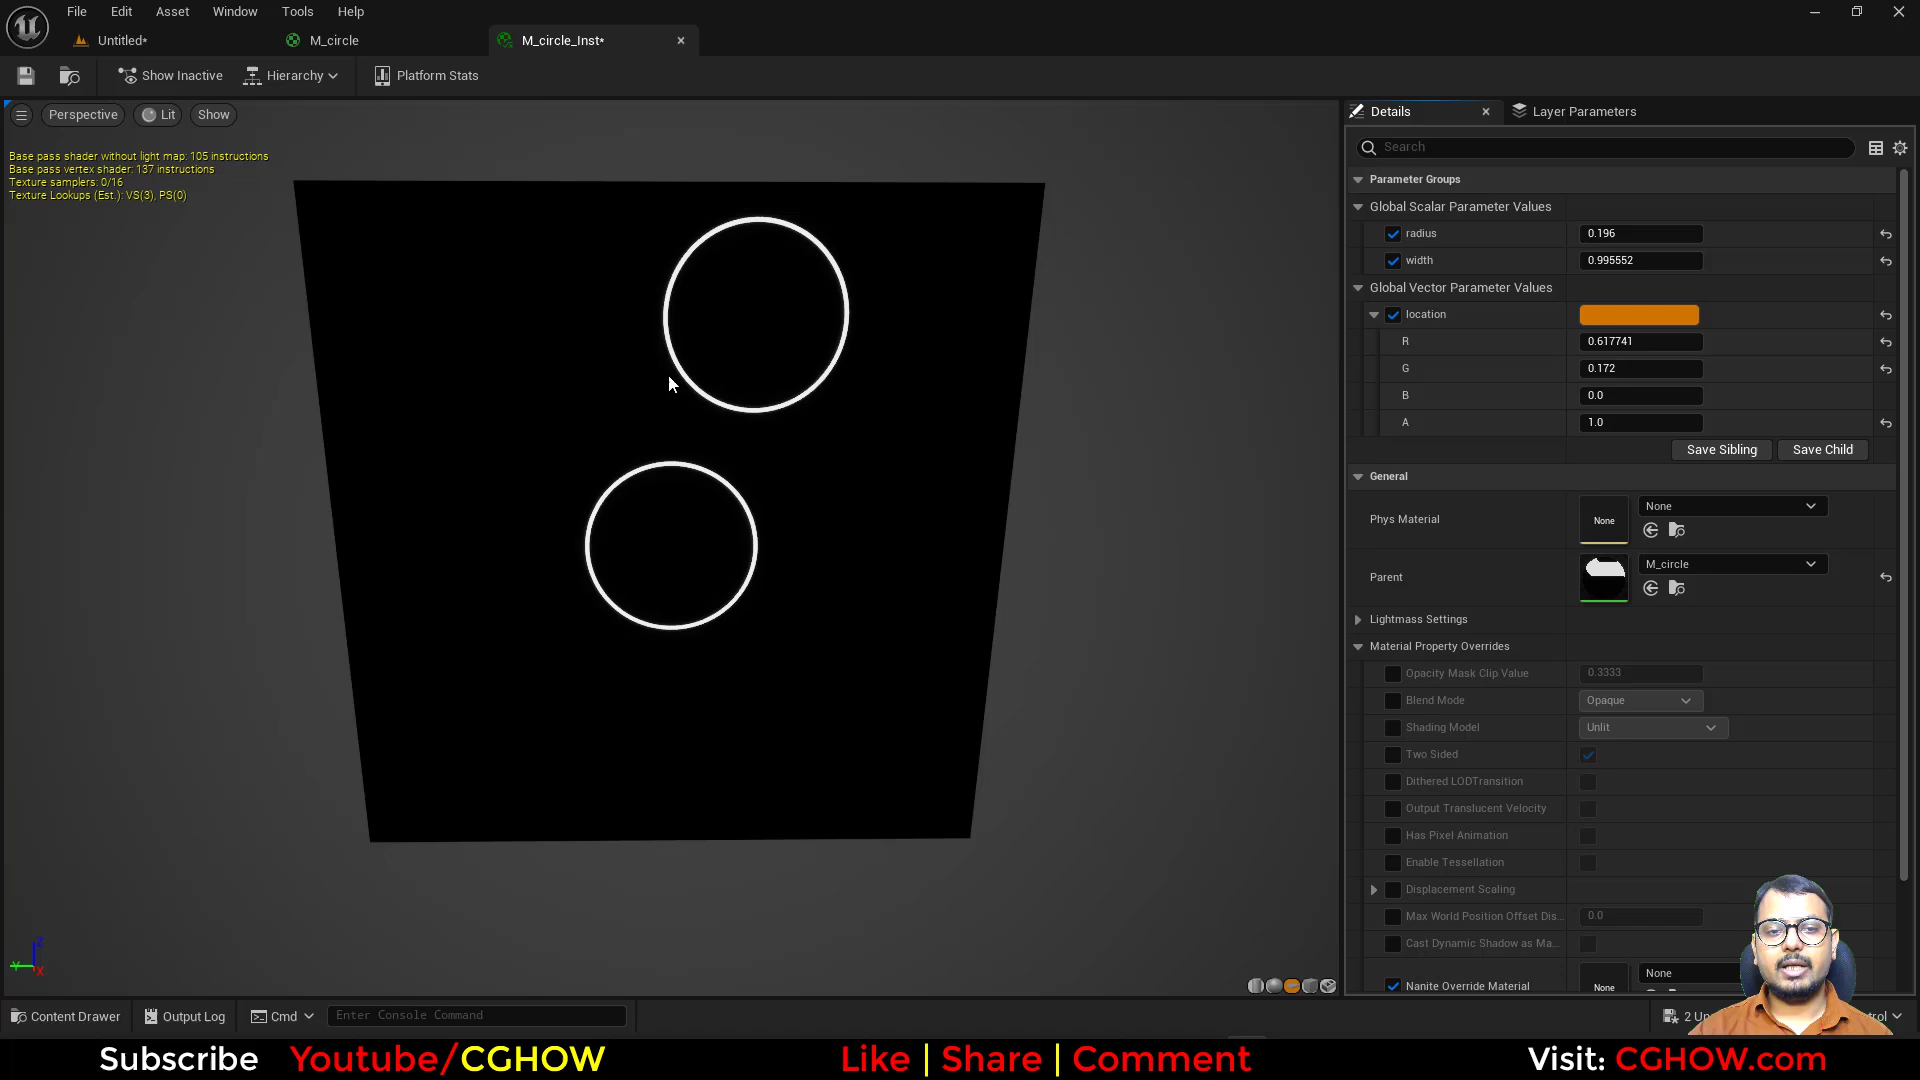 File Edit Asset Window Tools Help
Untitled* M_circle M_circle_Inst*
Show Inactive Hierarchy Platform Stats
Perspective Lit Show
Base pass shader without light map: 105 instructions
Base pass vertex shader: 137 instructions
Texture samplers: 0/16
Texture Lookups (Est.): VS(3), PS(0)
Z
Y
X
Details Layer Parameters
Search
Parameter Groups
Global Scalar Parameter Values
radius 0.196
width 0.995552
Global Vector Parameter Values
location
R 0.617741
G 0.172
B 0.0
A 1.0
Save Sibling Save Child
General
Phys Material None None
Parent M_circle
Lightmass Settings
Material Property Overrides
Opacity Mask Clip Value 0.3333
Blend Mode Opaque
Shading Model Unlit
Two Sided
Dithered LODTransition
Output Translucent Velocity
Has Pixel Animation
Enable Tessellation
Displacement Scaling
Max World Position Offset Dis... 0.0
Cast Dynamic Shadow as Ma...
Nanite Override Material None None
Content Drawer Output Log Cmd Enter Console Command 2 Un
Subscribe Youtube/CGHOW Like | Share | Comment Visit: CGHOW.com